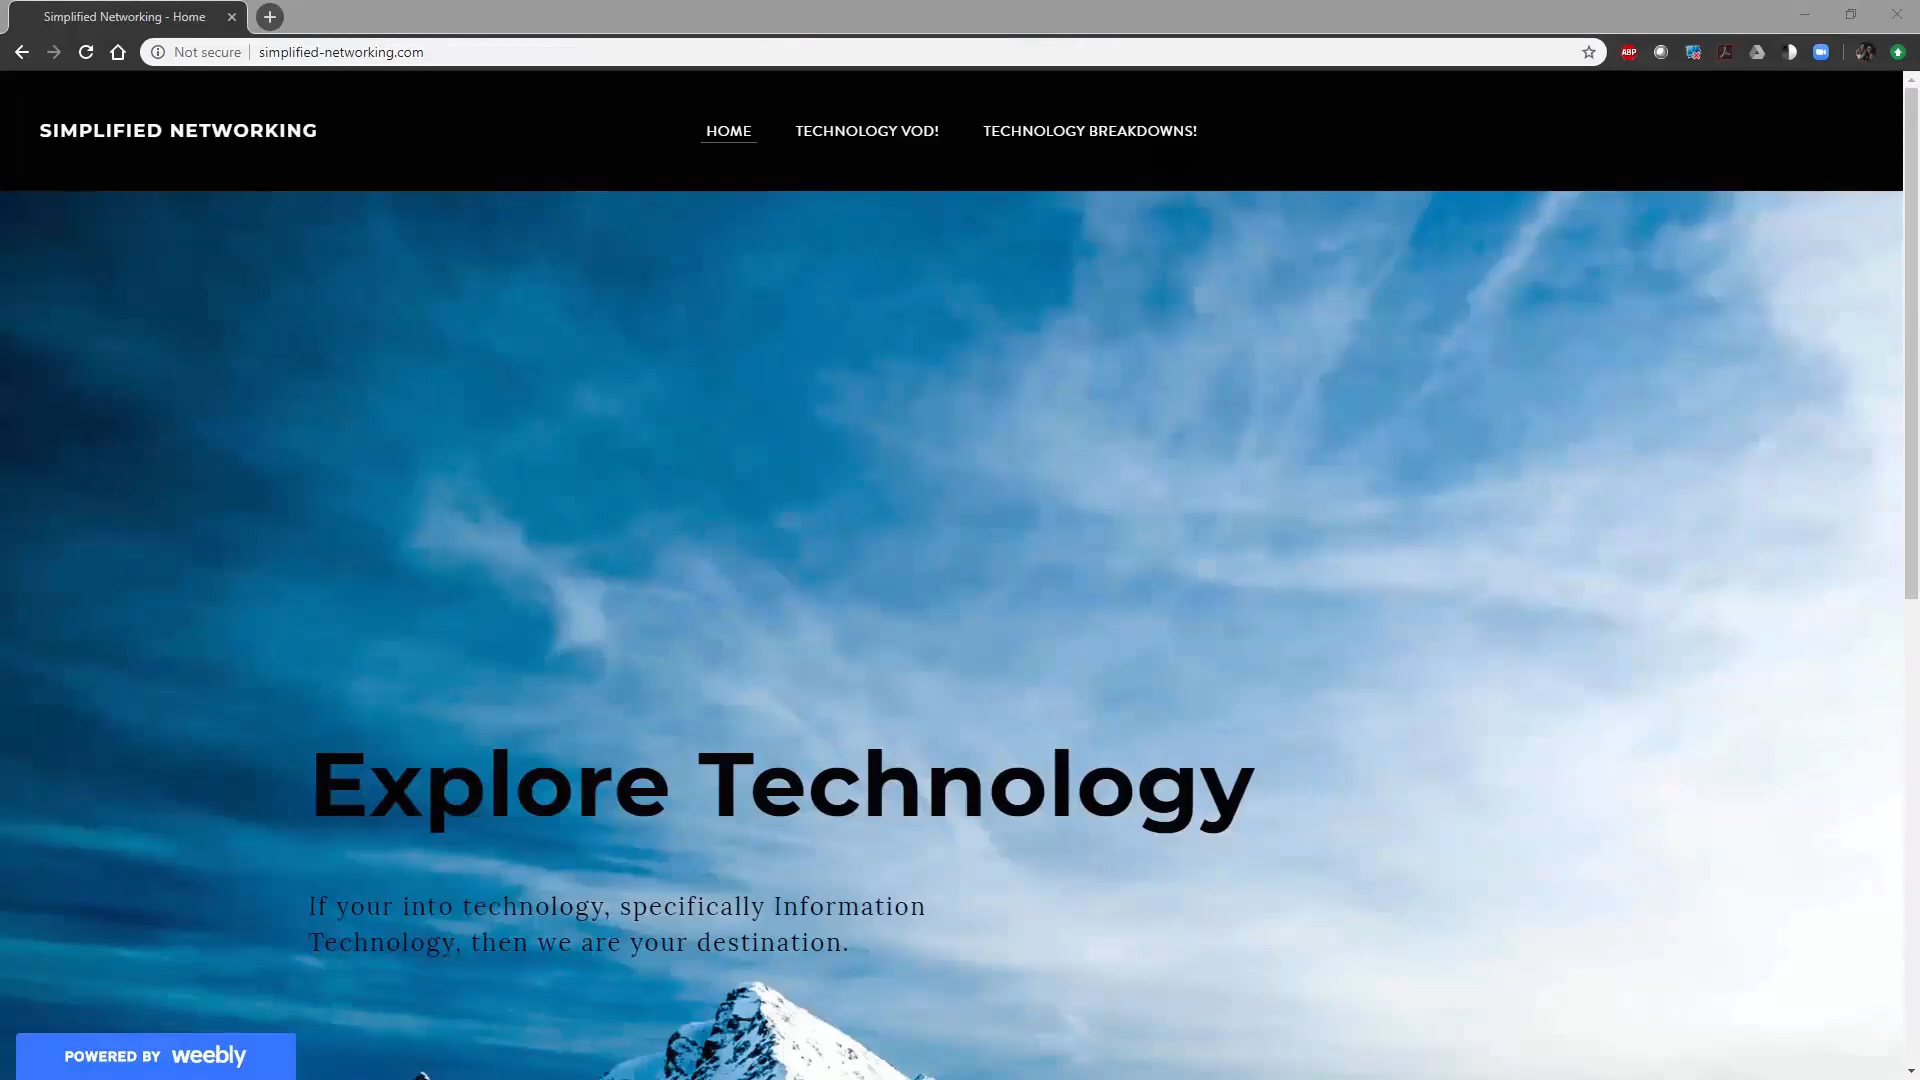 Simplified Networking - Home
Not secure
simplified-networking.com
ABP
SIMPLIFIED NETWORKING
HOME
TECHNOLOGY VOD!
TECHNOLOGY BREAKDOWNS!
Explore Technology
If your into technology, specifically Information
Technology, then we are your destination.
POWERED BY weebly